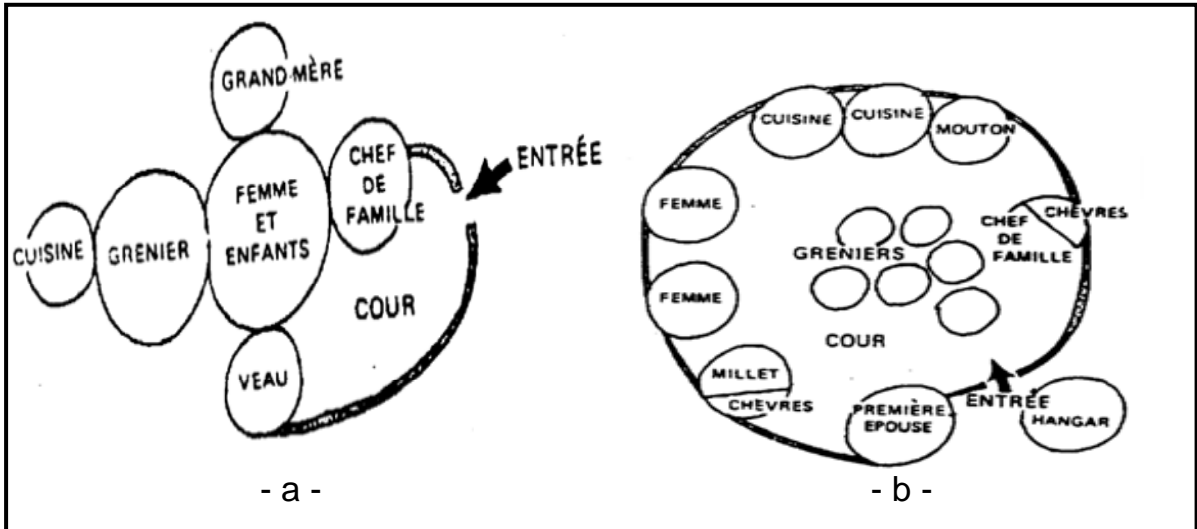 GRAND-MÈRE
CHEF
DE
FAMILLE
ENTRÉE
FEMME
ET
ENFANTS
CUISINE
GRENIER
COUR
VEAU
- a -
CUISINE
CUISINE
MOUTON
FEMME
CHÈVRES
CHEF
DE
FAMILLE
GRENIERS
FEMME
COUR
MILLET
CHÈVRES
PREMIÈRE
EPOUSE
ENTRÉE
HANGAR
- b -